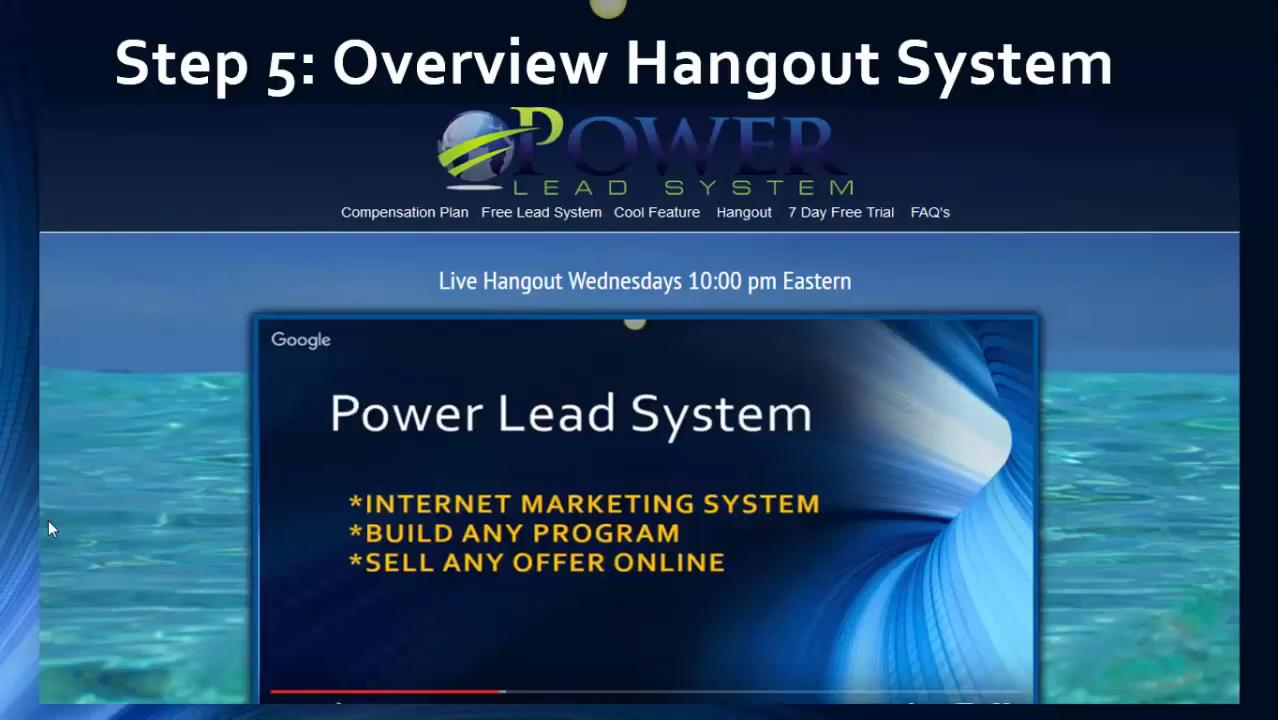 Step 5: Overview Hangout System
POWER
LEAD SYSTEM
Compensation Plan Free Lead System Cool Feature Hangout 7 Day Free Trial FAQ's
Live Hangout Wednesdays 10:00 pm Eastern
Google
Power Lead System
*INTERNET MARKETING SYSTEM
*BUILD ANY PROGRAM
*SELL ANY OFFER ONLINE